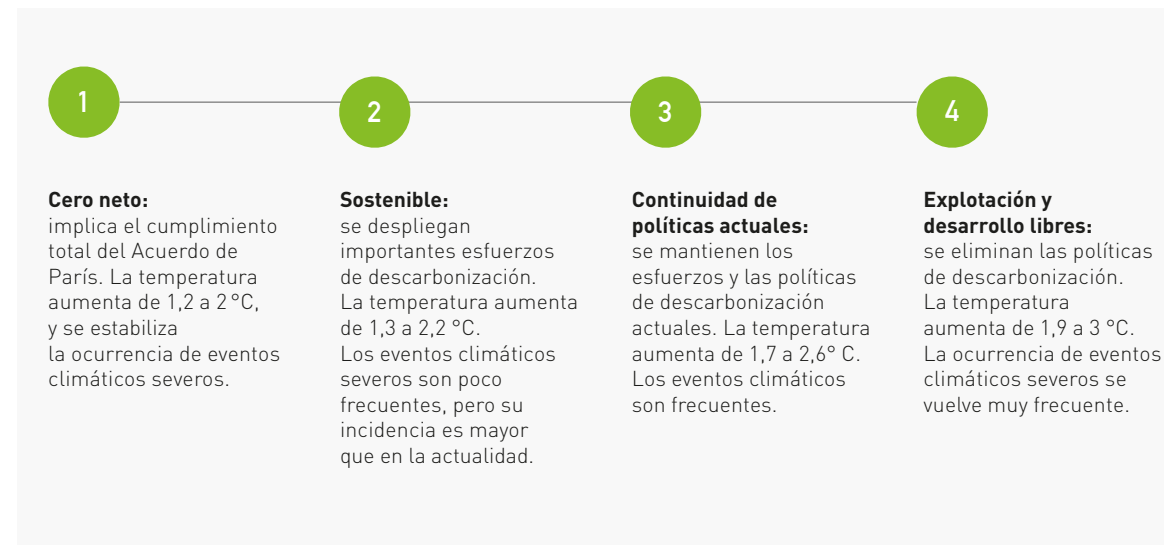 1
Cero neto:
implica el cumplimiento
total del Acuerdo de
París. La temperatura
aumenta de 1,2 a 2 °C,
y se estabiliza
la ocurrencia de eventos
climáticos severos.
2
Sostenible:
se despliegan
importantes esfuerzos
de descarbonización.
La temperatura aumenta
de 1,3 a 2,2 °C.
Los eventos climáticos
severos son poco
frecuentes, pero su
incidencia es mayor
que en la actualidad.
3
Continuidad de
políticas actuales:
se mantienen los
esfuerzos y las políticas
de descarbonización
actuales. La temperatura
aumenta de 1,7 a 2,6° C.
Los eventos climáticos
son frecuentes.
4
Explotación y
desarrollo libres:
se eliminan las políticas
de descarbonización.
La temperatura
aumenta de 1,9 a 3 °C.
La ocurrencia de eventos
climáticos severos se
vuelve muy frecuente.